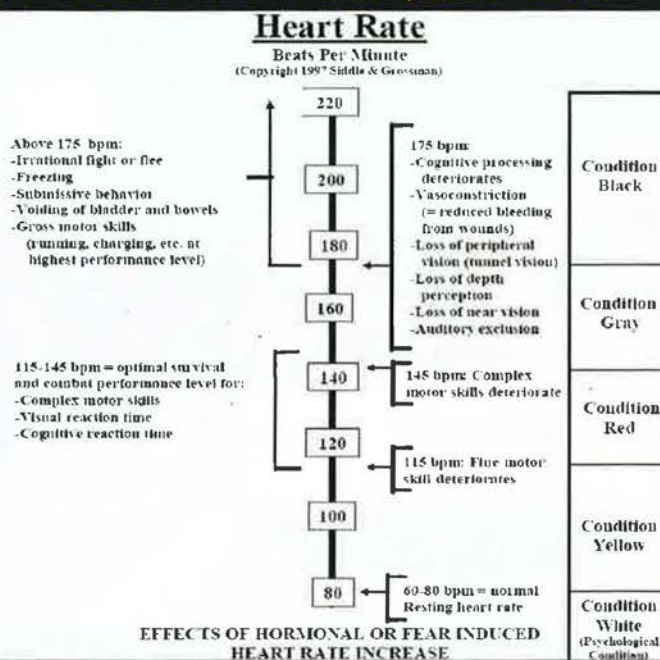 Heart Rate
Beats Per Minute
(Copyright 1997 Siddle & Grossman)
220
200
180
160
140
120
100
80
Above 175 bpm:
-Irrational fight or flee
-Freezing
-Submissive behavior
-Voiding of bladder and bowels
-Gross motor skills
(running, charging, etc. at
highest performance level)
115-145 bpm = optimal survival
and combat performance level for:
-Complex motor skills
-Visual reaction time
-Cognitive reaction time
175 bpm:
-Cognitive processing
deteriorates
-Vasoconstriction
(= reduced bleeding
from wounds)
-Loss of peripheral
vision (tunnel vision)
-Loss of depth
perception
-Loss of near vision
-Auditory exclusion
145 bpm: Complex
motor skills deteriorate
115 bpm: Fine motor
skill deteriorates
60-80 bpm = normal
Resting heart rate
Condition
Black
Condition
Gray
Condition
Red
Condition
Yellow
Condition
White
(Psychological
Condition)
EFFECTS OF HORMONAL OR FEAR INDUCED
HEART RATE INCREASE